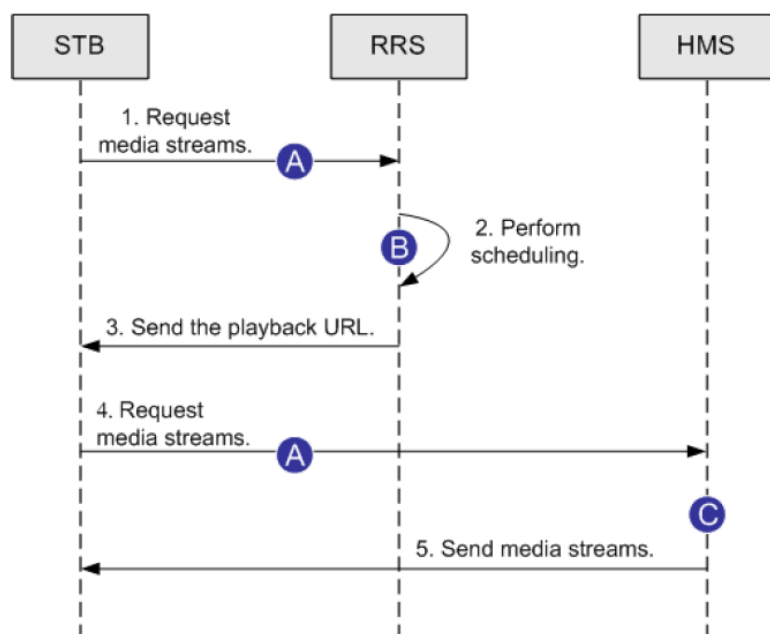 STB
RRS
HMS
1. Request
media streams.
A
2. Perform
scheduling.
B
3. Send the playback URL.
4. Request
media streams.
A
C
5. Send media streams.